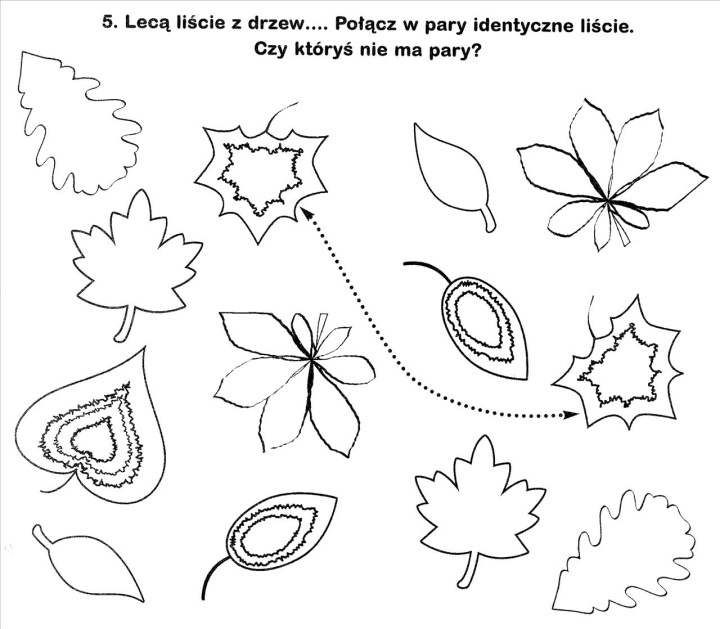 5. Lecą liście z drzew.... Połącz w pary identyczne liście.
Czy któryś nie ma pary?